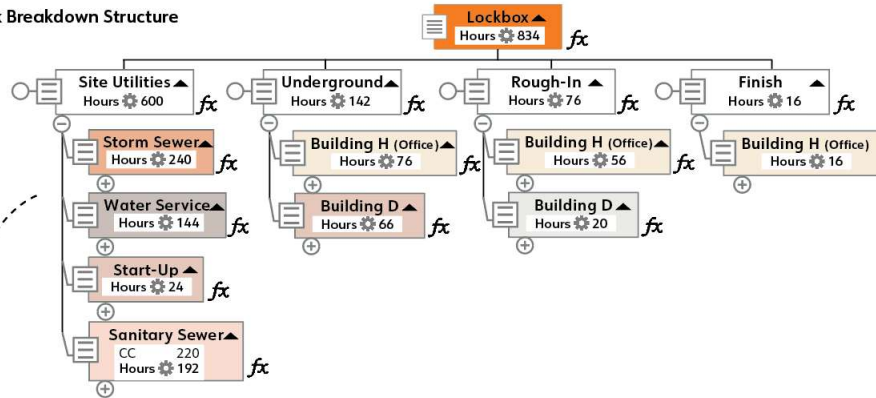 Breakdown Structure
Lockbox
Hours 834
fx
Site Utilities
Hours 600
fx
Underground
Hours 142
fx
Rough-In
Hours 76
fx
Finish
Hours 16
fx
Storm Sewer
Hours 240
fx
Building H (Office)
Hours 76
fx
Building H (Office)
Hours 56
fx
Building H (Office)
Hours 16
Water Service
Hours 144
fx
Building D
Hours 66
fx
Building D
Hours 20
fx
Start-Up
Hours 24
fx
Sanitary Sewer
CC 220
Hours 192
fx